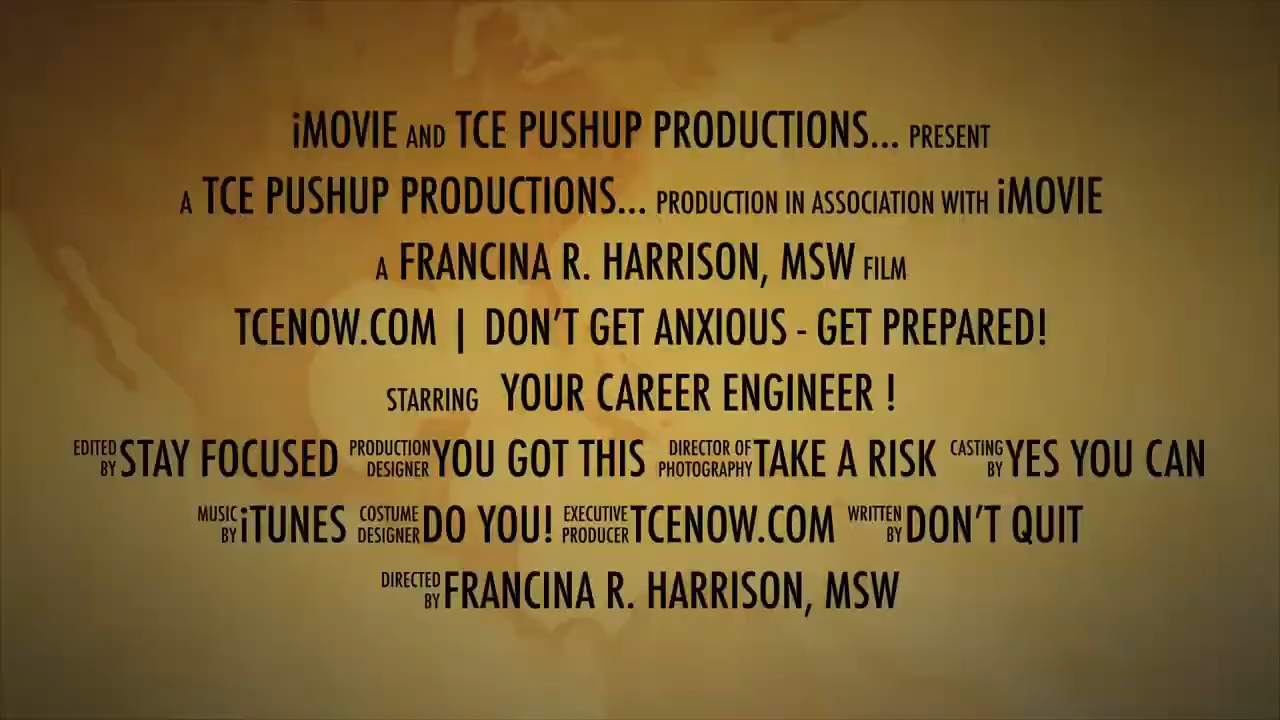 iMOVIE AND TCE PUSHUP PRODUCTIONS... PRESENT
A TCE PUSHUP PRODUCTIONS... PRODUCTION IN ASSOCIATION WITH iMOVIE
A FRANCINA R. HARRISON, MSW FILM
TCENOW.COM | DON'T GET ANXIOUS - GET PREPARED!
STARRING YOUR CAREER ENGINEER !
EDITED BY STAY FOCUSED PRODUCTION DESIGNER YOU GOT THIS DIRECTOR OF PHOTOGRAPHY TAKE A RISK CASTING BY YES YOU CAN
MUSIC BY iTUNES COSTUME DESIGNER DO YOU! EXECUTIVE PRODUCER TCENOW.COM WRITTEN BY DON'T QUIT
DIRECTED BY FRANCINA R. HARRISON, MSW